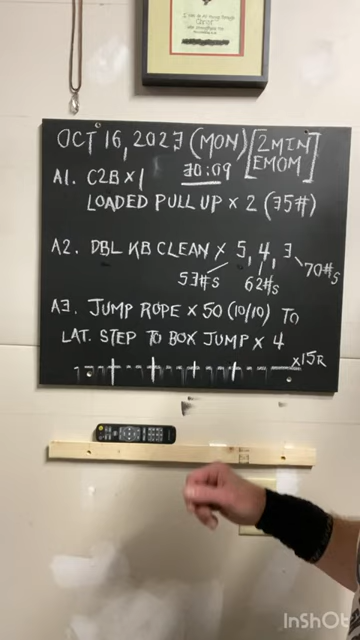 Christ
OCT 16, 2023 (MON) [2MIN EMOM]
A1. C2B × 1 30:09
LOADED PULL UP × 2 (35#)
A2. DBL KB CLEAN × 5, 4, 3
53#s 62#s 70#s
A3. JUMP ROPE × 50 (10/10) TO
LAT. STEP TO BOX JUMP × 4
×15R
InShOt